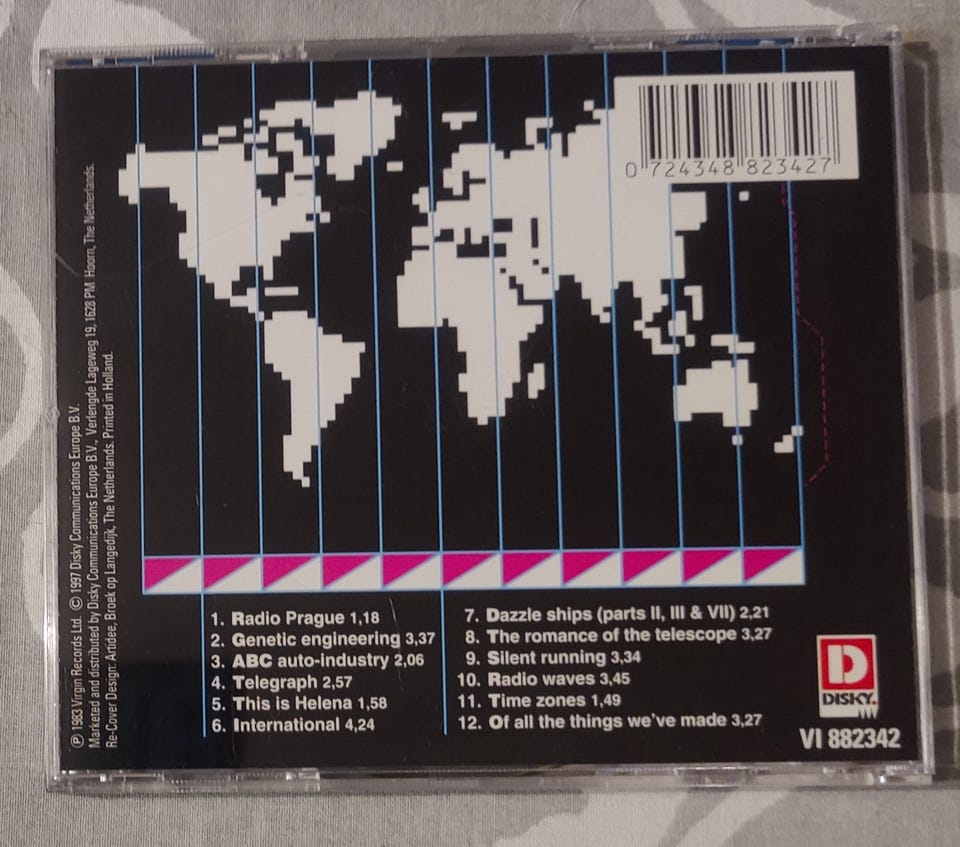 0 724348 823427
℗ 1983 Virgin Records Ltd. © 1997 Disky Communications Europe B.V.
Marketed and distributed by Disky Communications Europe B.V., Verlengde Lageweg 19, 1628 PM Hoorn, The Netherlands.
Re-Cover Design: Artidee, Broek op Langedijk, The Netherlands. Printed in Holland.
1. Radio Prague 1,18
2. Genetic engineering 3,37
3. ABC auto-industry 2,06
4. Telegraph 2,57
5. This is Helena 1,58
6. International 4,24
7. Dazzle ships (parts II, III & VII) 2,21
8. The romance of the telescope 3,27
9. Silent running 3,34
10. Radio waves 3,45
11. Time zones 1,49
12. Of all the things we've made 3,27
D
DISKY
VI 882342